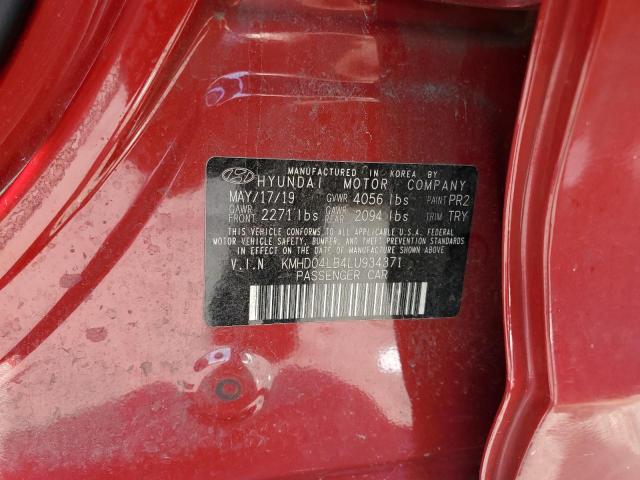 MANUFACTURED IN KOREA BY
HYUNDAI MOTOR COMPANY
MAY/17/19 GVWR 4056 lbs PAINT PR2
GAWR FRONT 2271 lbs GAWR REAR 2094 lbs TRIM TRY
THIS VEHICLE CONFORMS TO ALL APPLICABLE U.S.A. FEDERAL
MOTOR VEHICLE SAFETY, BUMPER, AND THEFT PREVENTION
STANDARDS IN EFFECT ON THE DATE OF MANUFACTURE SHOWN ABOVE.
V.I.N KMHD04LB4LU934371
PASSENGER CAR